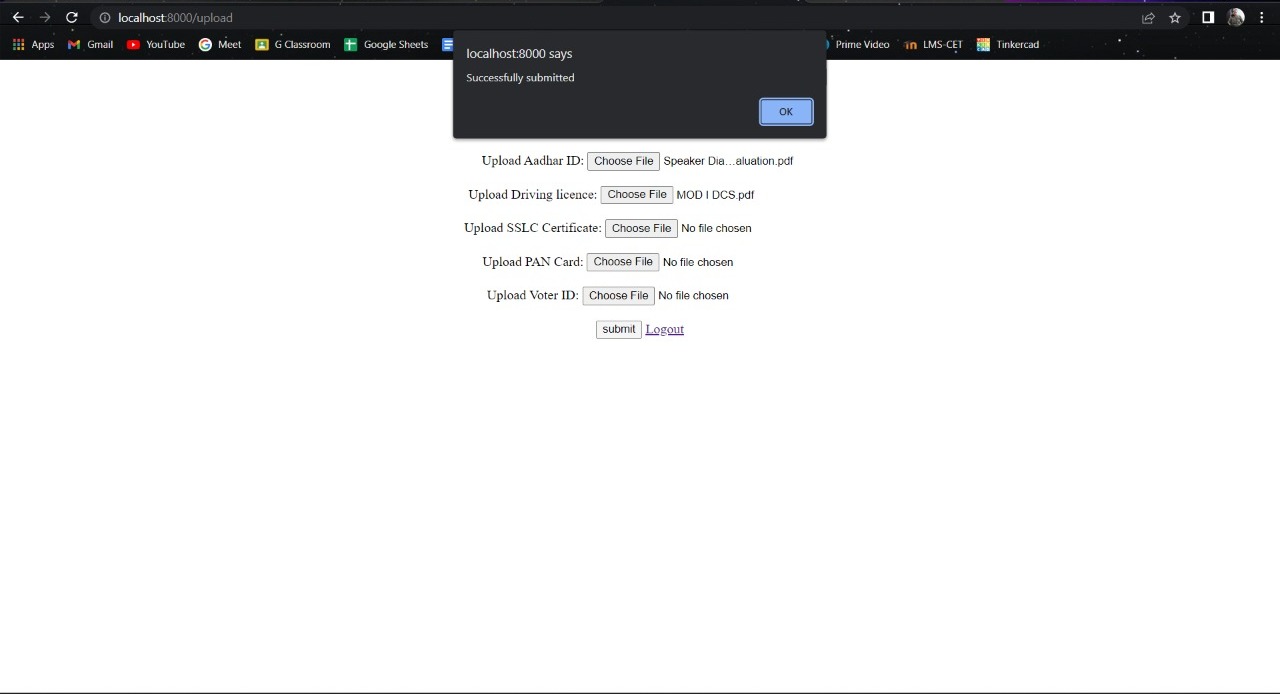 localhost:8000/upload
Apps Gmail YouTube Meet G Classroom Google Sheets Prime Video LMS-CET Tinkercad
localhost:8000 says
Successfully submitted
OK
Upload Aadhar ID: Choose File Speaker Dia...aluation.pdf
Upload Driving licence: Choose File MOD I DCS.pdf
Upload SSLC Certificate: Choose File No file chosen
Upload PAN Card: Choose File No file chosen
Upload Voter ID: Choose File No file chosen
submit Logout